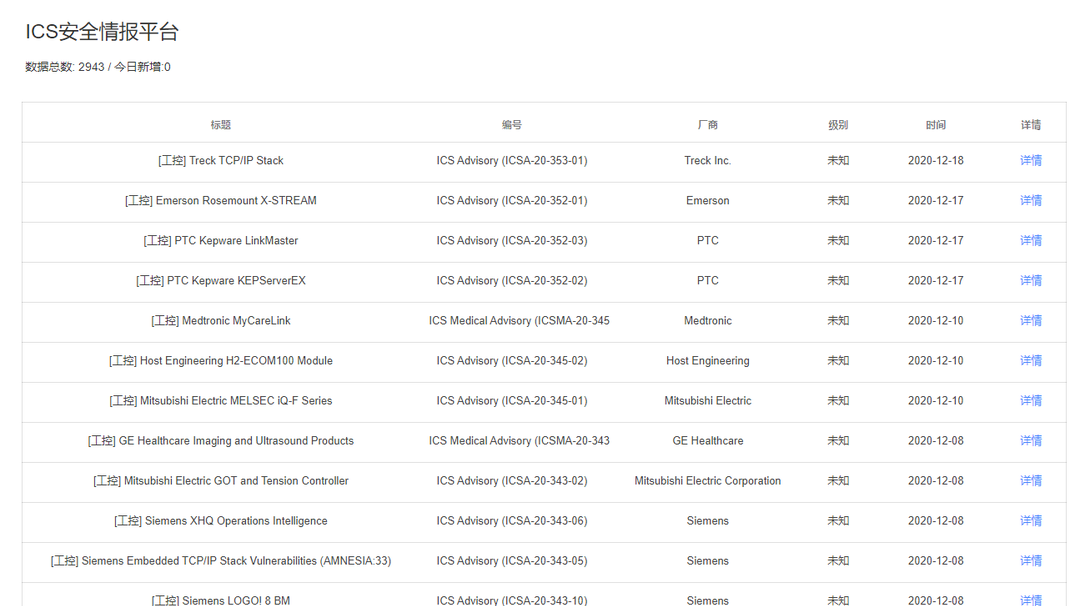 ICS安全情报平台
数据总数: 2943 / 今日新增:0
标题 编号 厂商 级别 时间 详情
[工控] Treck TCP/IP Stack ICS Advisory (ICSA-20-353-01) Treck Inc. 未知 2020-12-18 详情
[工控] Emerson Rosemount X-STREAM ICS Advisory (ICSA-20-352-01) Emerson 未知 2020-12-17 详情
[工控] PTC Kepware LinkMaster ICS Advisory (ICSA-20-352-03) PTC 未知 2020-12-17 详情
[工控] PTC Kepware KEPServerEX ICS Advisory (ICSA-20-352-02) PTC 未知 2020-12-17 详情
[工控] Medtronic MyCareLink ICS Medical Advisory (ICSMA-20-345 Medtronic 未知 2020-12-10 详情
[工控] Host Engineering H2-ECOM100 Module ICS Advisory (ICSA-20-345-02) Host Engineering 未知 2020-12-10 详情
[工控] Mitsubishi Electric MELSEC iQ-F Series ICS Advisory (ICSA-20-345-01) Mitsubishi Electric 未知 2020-12-10 详情
[工控] GE Healthcare Imaging and Ultrasound Products ICS Medical Advisory (ICSMA-20-343 GE Healthcare 未知 2020-12-08 详情
[工控] Mitsubishi Electric GOT and Tension Controller ICS Advisory (ICSA-20-343-02) Mitsubishi Electric Corporation 未知 2020-12-08 详情
[工控] Siemens XHQ Operations Intelligence ICS Advisory (ICSA-20-343-06) Siemens 未知 2020-12-08 详情
[工控] Siemens Embedded TCP/IP Stack Vulnerabilities (AMNESIA:33) ICS Advisory (ICSA-20-343-05) Siemens 未知 2020-12-08 详情
[工控] Siemens LOGO! 8 BM ICS Advisory (ICSA-20-343-10) Siemens 未知 2020-12-08 详情